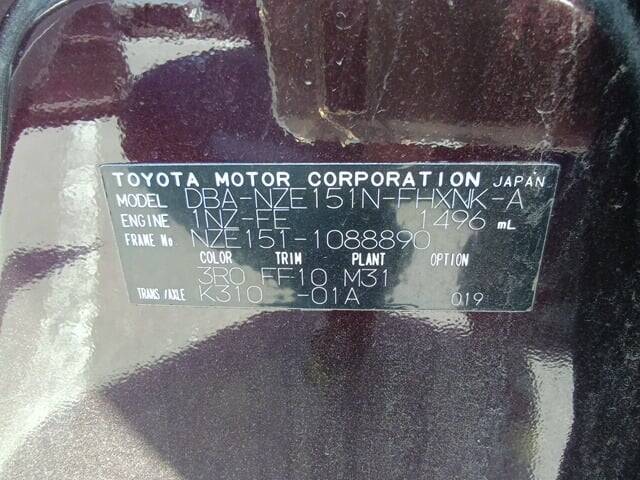 TOYOTA MOTOR CORPORATION JAPAN
MODEL DBA-NZE151N-FHXNK-A
ENGINE 1NZ-FE 1496 mL
FRAME No. NZE151-1088890
COLOR TRIM PLANT OPTION
3R0 FF10 M31
TRANS/AXLE K310 -01A 019